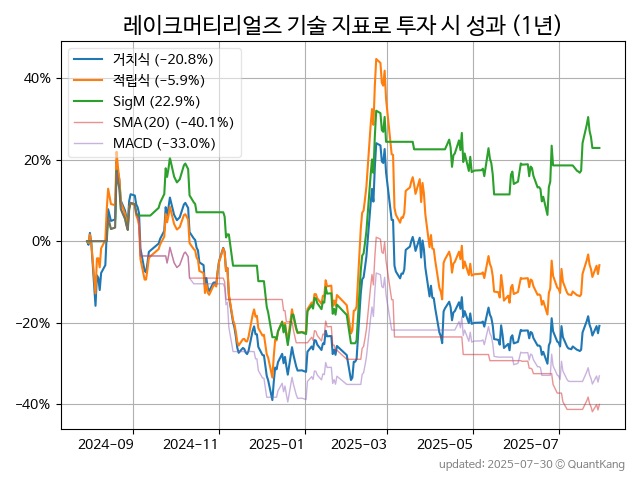 레이크머티리얼즈 기술 지표로 투자 시 성과 (1년)
거치식 (−20.8%)
적립식 (−5.9%)
SigM (22.9%)
SMA(20) (−40.1%)
MACD (−33.0%)
40%
20%
0%
−20%
−40%
2024-09 2024-11 2025-01 2025-03 2025-05 2025-07
updated: 2025-07-30 © QuantKang